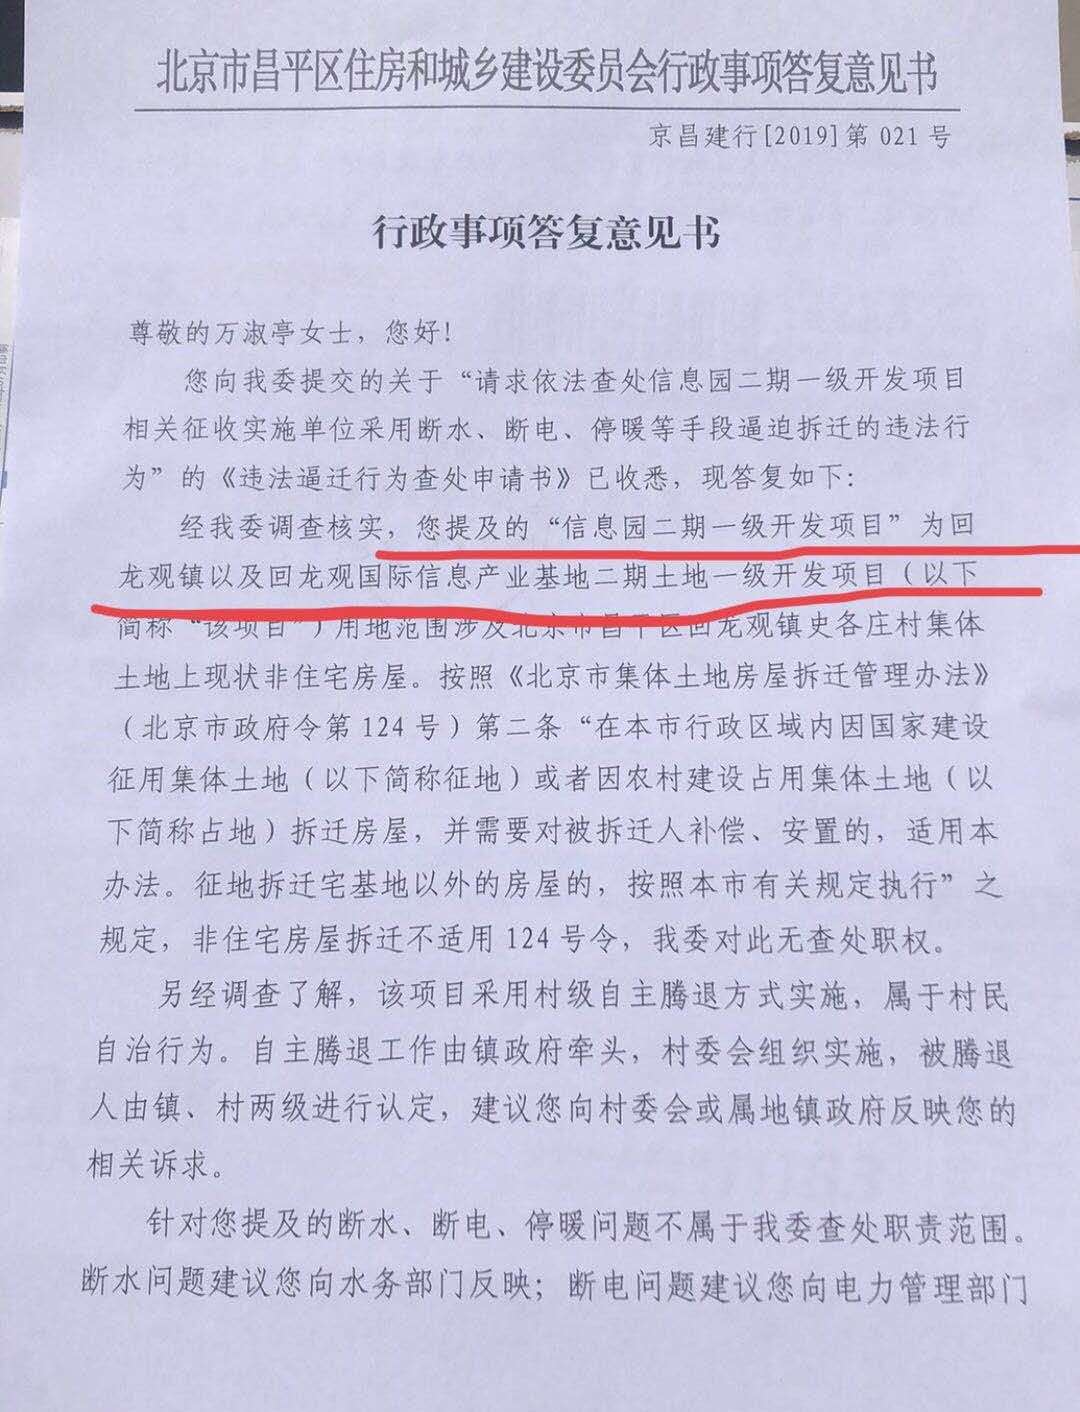 北京市昌平区住房和城乡建设委员会行政事项答复意见书
京昌建行[2019]第 021 号
行政事项答复意见书
尊敬的万淑亭女士，您好!
您向我委提交的关于“请求依法查处信息园二期一级开发项目
相关征收实施单位采用断水、断电、停暖等手段逼迫拆迁的违法行
为”的《违法逼迁行为查处申请书》已收悉，现答复如下：
经我委调查核实，您提及的“信息园二期一级开发项目”为回
龙观镇以及回龙观国际信息产业基地二期土地一级开发项目（以下
简称“该项目”）用地范围涉及北京市昌平区回龙观镇史各庄村集体
土地上现状非住宅房屋。按照《北京市集体土地房屋拆迁管理办法》
（北京市政府令第 124 号）第二条“在本市行政区域内因国家建设
征用集体土地（以下简称征地）或者因农村建设占用集体土地（以
下简称占地）拆迁房屋，并需要对被拆迁人补偿、安置的，适用本
办法。征地拆迁宅基地以外的房屋的，按照本市有关规定执行”之
规定，非住宅房屋拆迁不适用 124 号令，我委对此无查处职权。
另经调查了解，该项目采用村级自主腾退方式实施，属于村民
自治行为。自主腾退工作由镇政府牵头，村委会组织实施，被腾退
人由镇、村两级进行认定，建议您向村委会或属地镇政府反映您的
相关诉求。
针对您提及的断水、断电、停暖问题不属于我委查处职责范围。
断水问题建议您向水务部门反映；断电问题建议您向电力管理部门